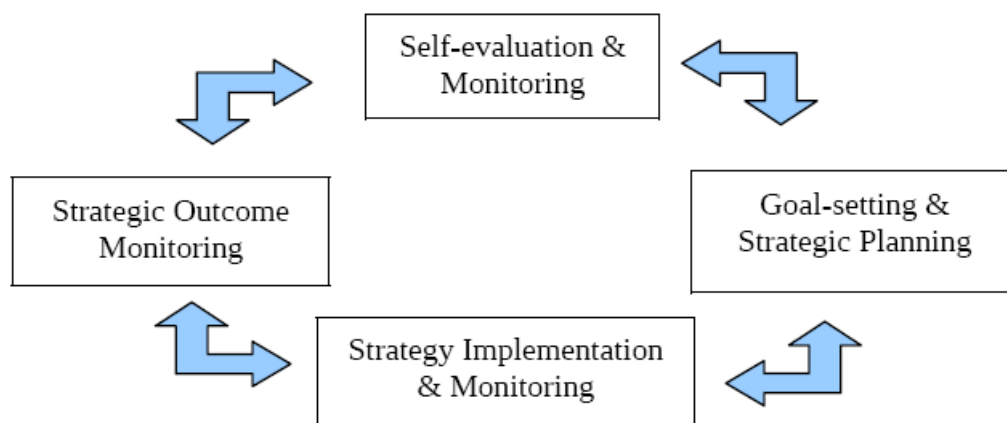 Self-evaluation &
Monitoring
Strategic Outcome
Monitoring
Goal-setting &
Strategic Planning
Strategy Implementation
& Monitoring